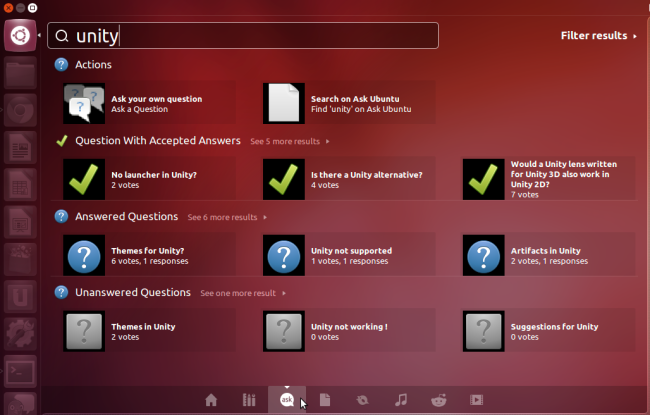 unity
Filter results
Actions
Ask your own question
Ask a Question
Search on Ask Ubuntu
Find 'unity' on Ask Ubuntu
Question With Accepted Answers See 5 more results
No launcher in Unity?
2 votes
Is there a Unity alternative?
4 votes
Would a Unity lens written
for Unity 3D also work in
Unity 2D?
7 votes
Answered Questions See 6 more results
Themes for Unity?
6 votes, 1 responses
Unity not supported
1 votes, 1 responses
Artifacts in Unity
2 votes, 1 responses
Unanswered Questions See one more result
Themes in Unity
2 votes
Unity not working !
0 votes
Suggestions for Unity
0 votes
ask